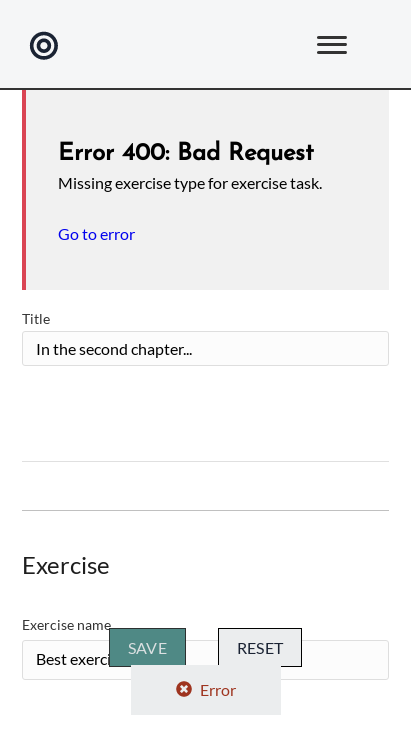 Error 400: Bad Request
Missing exercise type for exercise task.
Go to error
Title
In the second chapter...
Exercise
Exercise name
SAVE RESET
Best exerci
Error